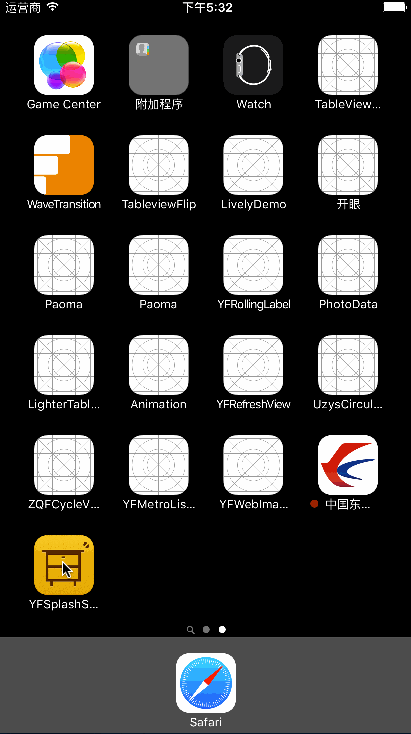 运营商
下午5:32
Game Center
附加程序
Watch
TableView...
WaveTransition
TableviewFlip
LivelyDemo
开眼
Paoma
Paoma
YFRollingLabel
PhotoData
LighterTabl...
Animation
YFRefreshView
UzysCircul...
ZQFCycleV...
YFMetroLis...
YFWebIma...
中国东...
YFSplashS...
Safari